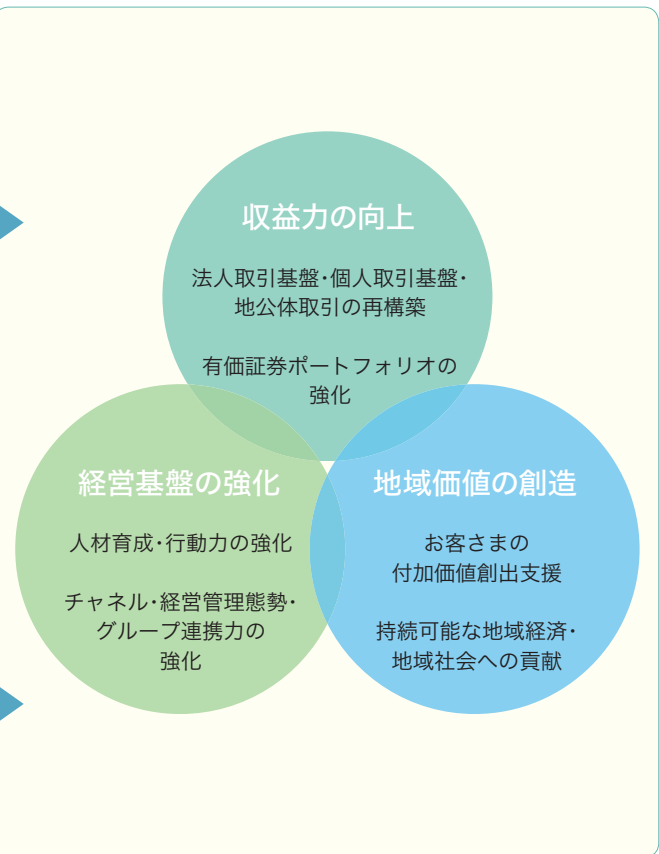 収益力の向上
法人取引基盤・個人取引基盤・
地公体取引の再構築
有価証券ポートフォリオの
強化
経営基盤の強化
人材育成・行動力の強化
チャネル・経営管理態勢・
グループ連携力の
強化
地域価値の創造
お客さまの
付加価値創出支援
持続可能な地域経済・
地域社会への貢献